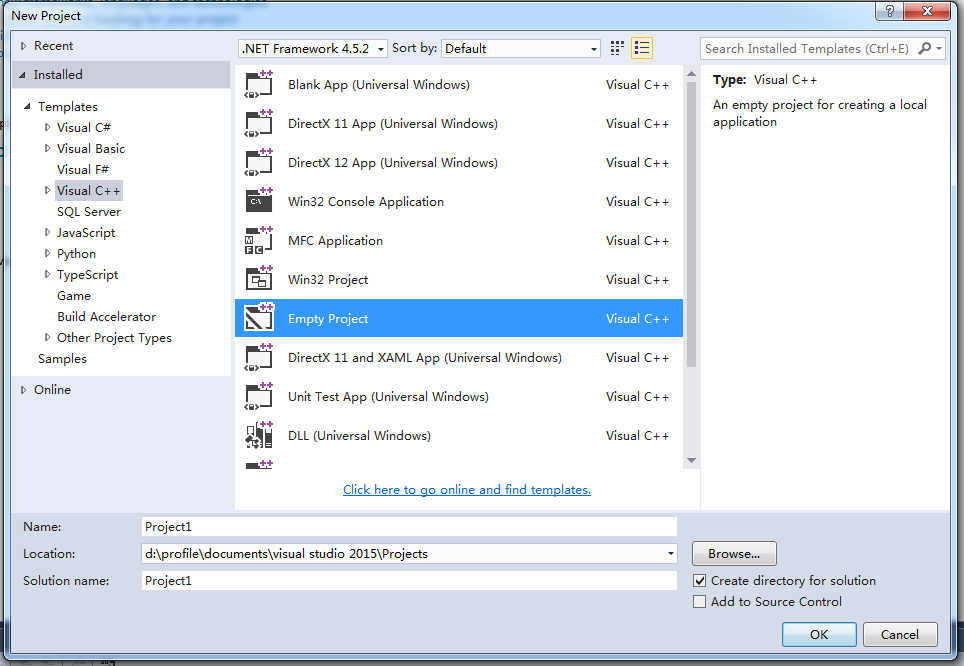 New Project
Recent
Installed
Templates
Visual C#
Visual Basic
Visual F#
Visual C++
SQL Server
JavaScript
Python
TypeScript
Game
Build Accelerator
Other Project Types
Samples
Online
.NET Framework 4.5.2 Sort by: Default
Blank App (Universal Windows) Visual C++
DirectX 11 App (Universal Windows) Visual C++
DirectX 12 App (Universal Windows) Visual C++
Win32 Console Application Visual C++
MFC Application Visual C++
Win32 Project Visual C++
Empty Project Visual C++
DirectX 11 and XAML App (Universal Windows) Visual C++
Unit Test App (Universal Windows) Visual C++
DLL (Universal Windows) Visual C++
Click here to go online and find templates.
Search Installed Templates (Ctrl+E)
Type: Visual C++
An empty project for creating a local
application
Name: Project1
Location: d:\profile\documents\visual studio 2015\Projects
Browse...
Solution name: Project1
Create directory for solution
Add to Source Control
OK Cancel